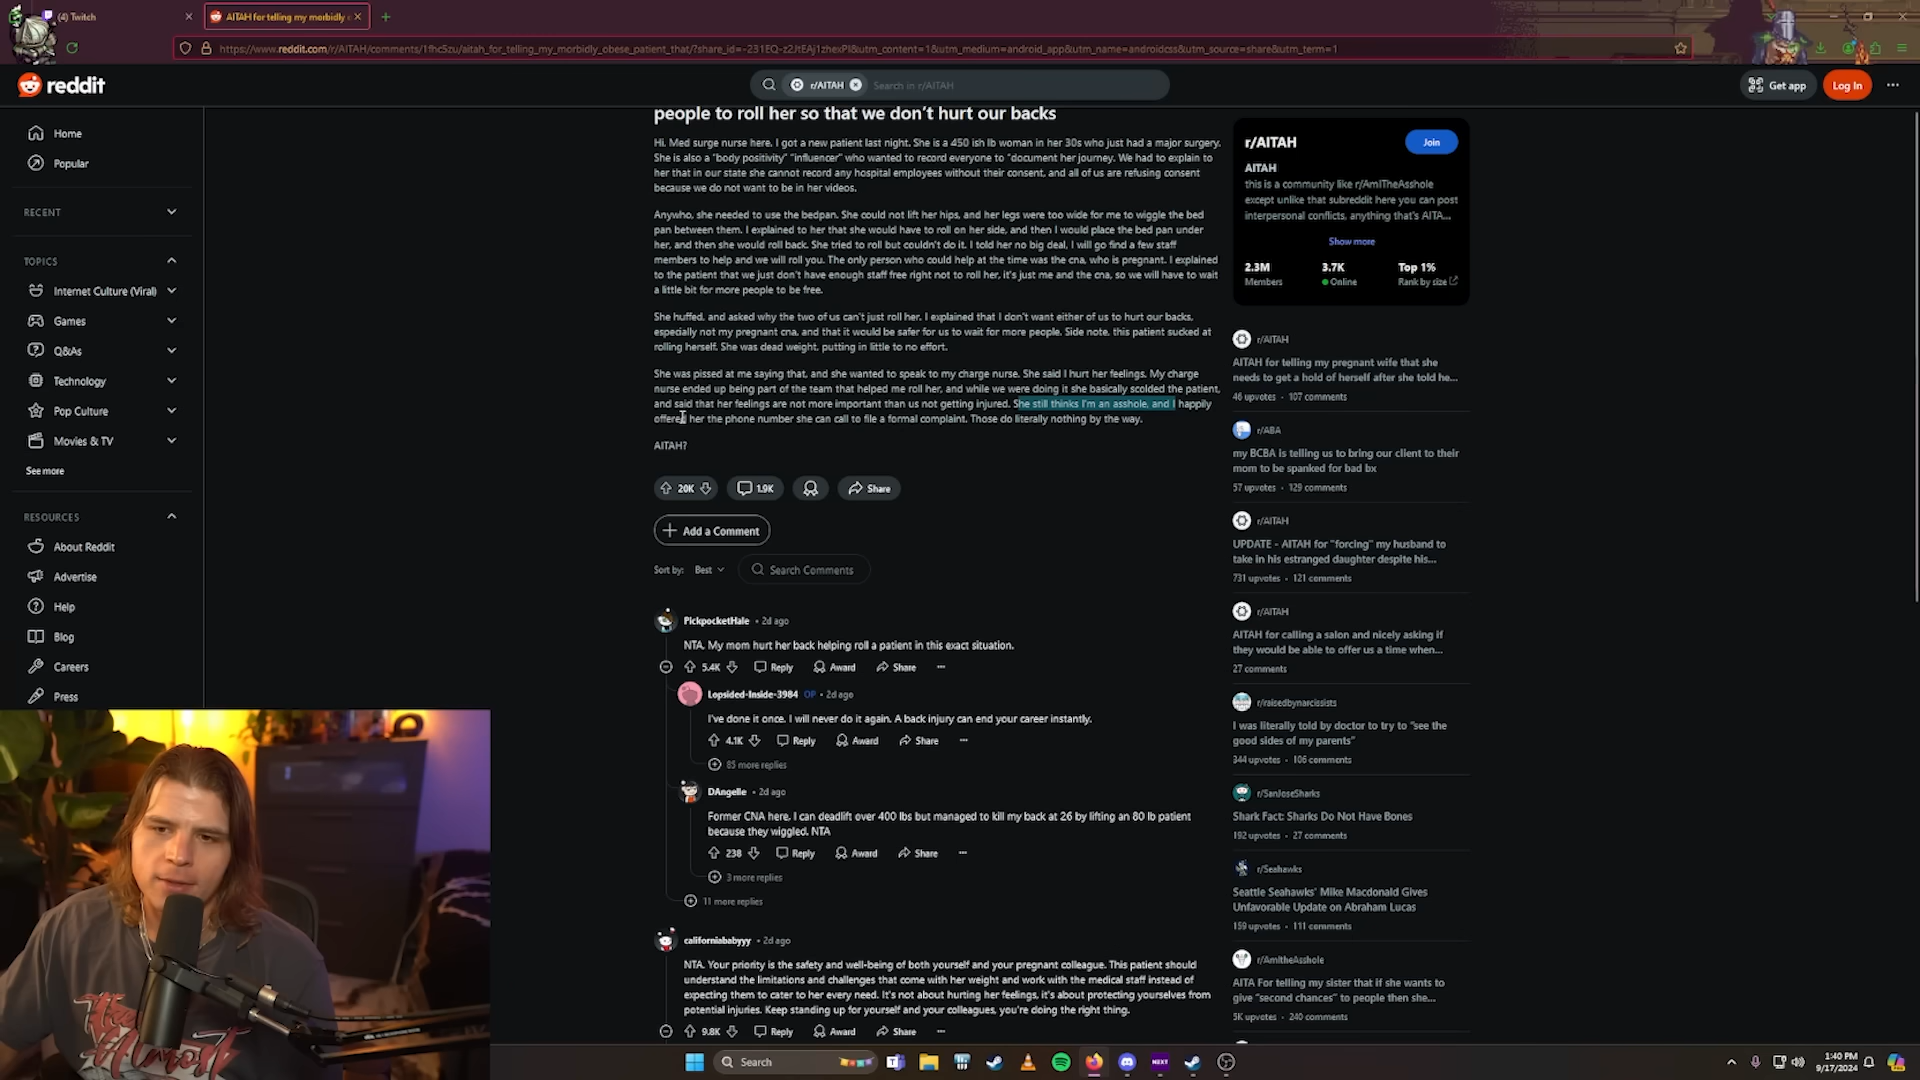 (4) Twitch
AITAH for telling my morbidly
https://www.reddit.com/r/AITAH/comments/1fhc5zu/aitah_for_telling_my_morbidly_obese_patient_that/?share_id=-231EQ-z2JtEAj1zhexPI&utm_content=1&utm_medium=android_app&utm_name=androidcss&utm_source=share&utm_term=1
reddit
r/AITAH
Search in r/AITAH
Get app
Log In
Home
Popular
RECENT
TOPICS
Internet Culture (Viral)
Games
Q&As
Technology
Pop Culture
Movies & TV
See more
RESOURCES
About Reddit
Advertise
Help
Blog
Careers
Press
people to roll her so that we don't hurt our backs
Hi. Med surge nurse here. I got a new patient last night. She is a 450 ish lb woman in her 30s who just had a major surgery.
She is also a "body positivity" "influencer" who wanted to record everyone to "document her journey. We had to explain to
her that in our state she cannot record any hospital employees without their consent, and all of us are refusing consent
because we do not want to be in her videos.
Anywho, she needed to use the bedpan. She could not lift her hips, and her legs were too wide for me to wiggle the bed
pan between them. I explained to her that she would have to roll on her side, and then I would place the bed pan under
her, and then she would roll back. She tried to roll but couldn't do it. I told her no big deal, I will go find a few staff
members to help and we will roll you. The only person who could help at the time was the cna, who is pregnant. I explained
to the patient that we just don't have enough staff free right not to roll her, it's just me and the cna, so we will have to wait
a little bit for more people to be free.
She huffed, and asked why the two of us can't just roll her. I explained that I don't want either of us to hurt our backs,
especially not my pregnant cna, and that it would be safer for us to wait for more people. Side note, this patient sucked at
rolling herself. She was dead weight, putting in little to no effort.
She was pissed at me saying that, and she wanted to speak to my charge nurse. She said I hurt her feelings. My charge
nurse ended up being part of the team that helped me roll her, and while we were doing it she basically scolded the patient,
and said that her feelings are not more important than us not getting injured. She still thinks I'm an asshole, and I happily
offered her the phone number she can call to file a formal complaint. Those do literally nothing by the way.
AITAH?
20K
1.9K
Share
Add a Comment
Sort by: Best
Search Comments
PickpocketHale • 2d ago
NTA. My mom hurt her back helping roll a patient in this exact situation.
5.4K Reply Award Share
Lopsided-Inside-3984 OP • 2d ago
I've done it once. I will never do it again. A back injury can end your career instantly.
4.1K Reply Award Share
85 more replies
DAngelle • 2d ago
Former CNA here. I can deadlift over 400 lbs but managed to kill my back at 26 by lifting an 80 lb patient
because they wiggled. NTA
238 Reply Award Share
3 more replies
11 more replies
californiababyyy • 2d ago
NTA. Your priority is the safety and well-being of both yourself and your pregnant colleague. This patient should
understand the limitations and challenges that come with her weight and work with the medical staff instead of
expecting them to cater to her every need. It's not about hurting her feelings, it's about protecting yourselves from
potential injuries. Keep standing up for yourself and your colleagues, you're doing the right thing.
9.8K Reply Award Share
r/AITAH
Join
AITAH
this is a community like r/AmITheAsshole
except unlike that subreddit here you can post
interpersonal conflicts, anything that's AITA...
Show more
2.3M 3.7K Top 1%
Members Online Rank by size
r/AITAH
AITAH for telling my pregnant wife that she
needs to get a hold of herself after she told he...
46 upvotes • 107 comments
r/ABA
my BCBA is telling us to bring our client to their
mom to be spanked for bad bx
57 upvotes • 129 comments
r/AITAH
UPDATE - AITAH for "forcing" my husband to
take in his estranged daughter despite his...
731 upvotes • 121 comments
r/AITAH
AITAH for calling a salon and nicely asking if
they would be able to offer us a time when...
27 comments
r/raisedbynarcissists
I was literally told by doctor to try to "see the
good sides of my parents"
344 upvotes • 106 comments
r/SanJoseSharks
Shark Fact: Sharks Do Not Have Bones
192 upvotes • 27 comments
r/Seahawks
Seattle Seahawks' Mike Macdonald Gives
Unfavorable Update on Abraham Lucas
159 upvotes • 111 comments
r/AmItheAsshole
AITA For telling my sister that if she wants to
give "second chances" to people then she...
5K upvotes • 240 comments
Search
NEXT
1:40 PM
9/17/2024